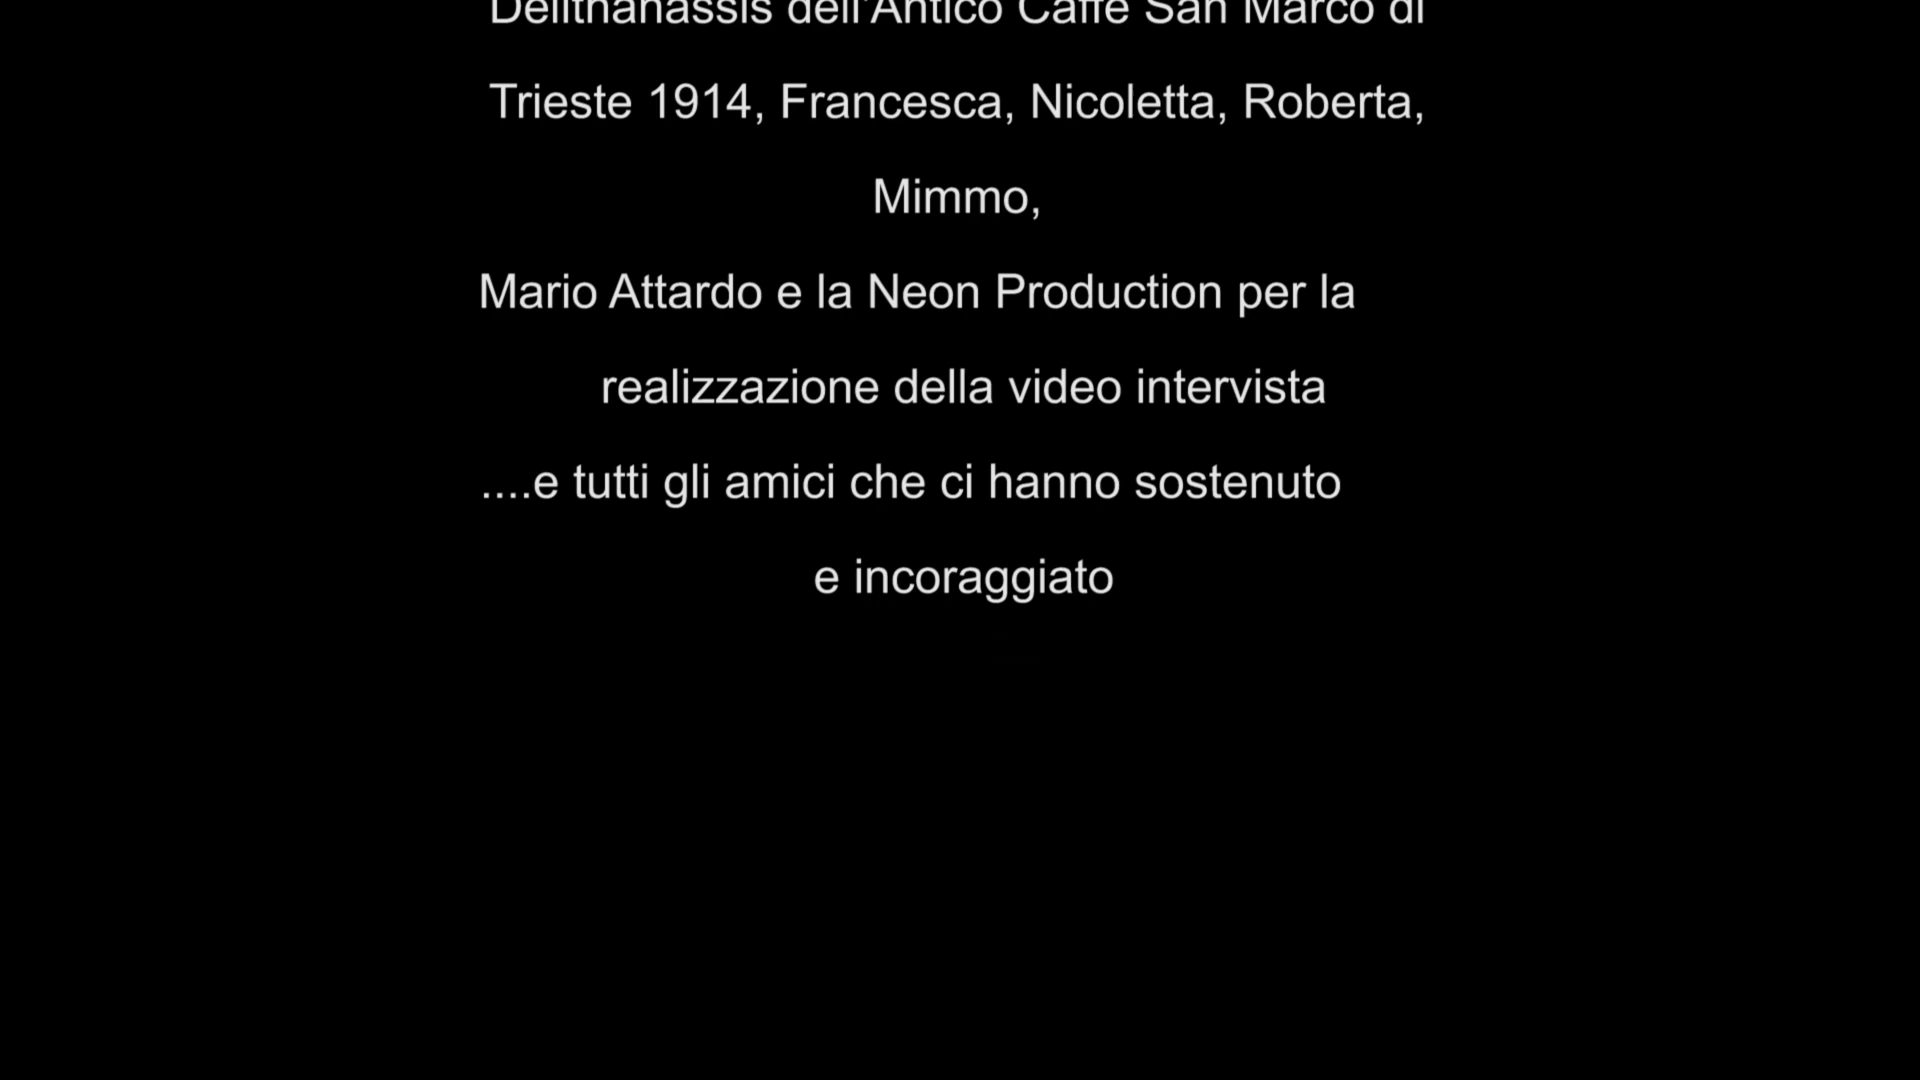 Delithanassis dell'Antico Caffè San Marco di
Trieste 1914, Francesca, Nicoletta, Roberta,
Mimmo,
Mario Attardo e la Neon Production per la
realizzazione della video intervista
....e tutti gli amici che ci hanno sostenuto
e incoraggiato